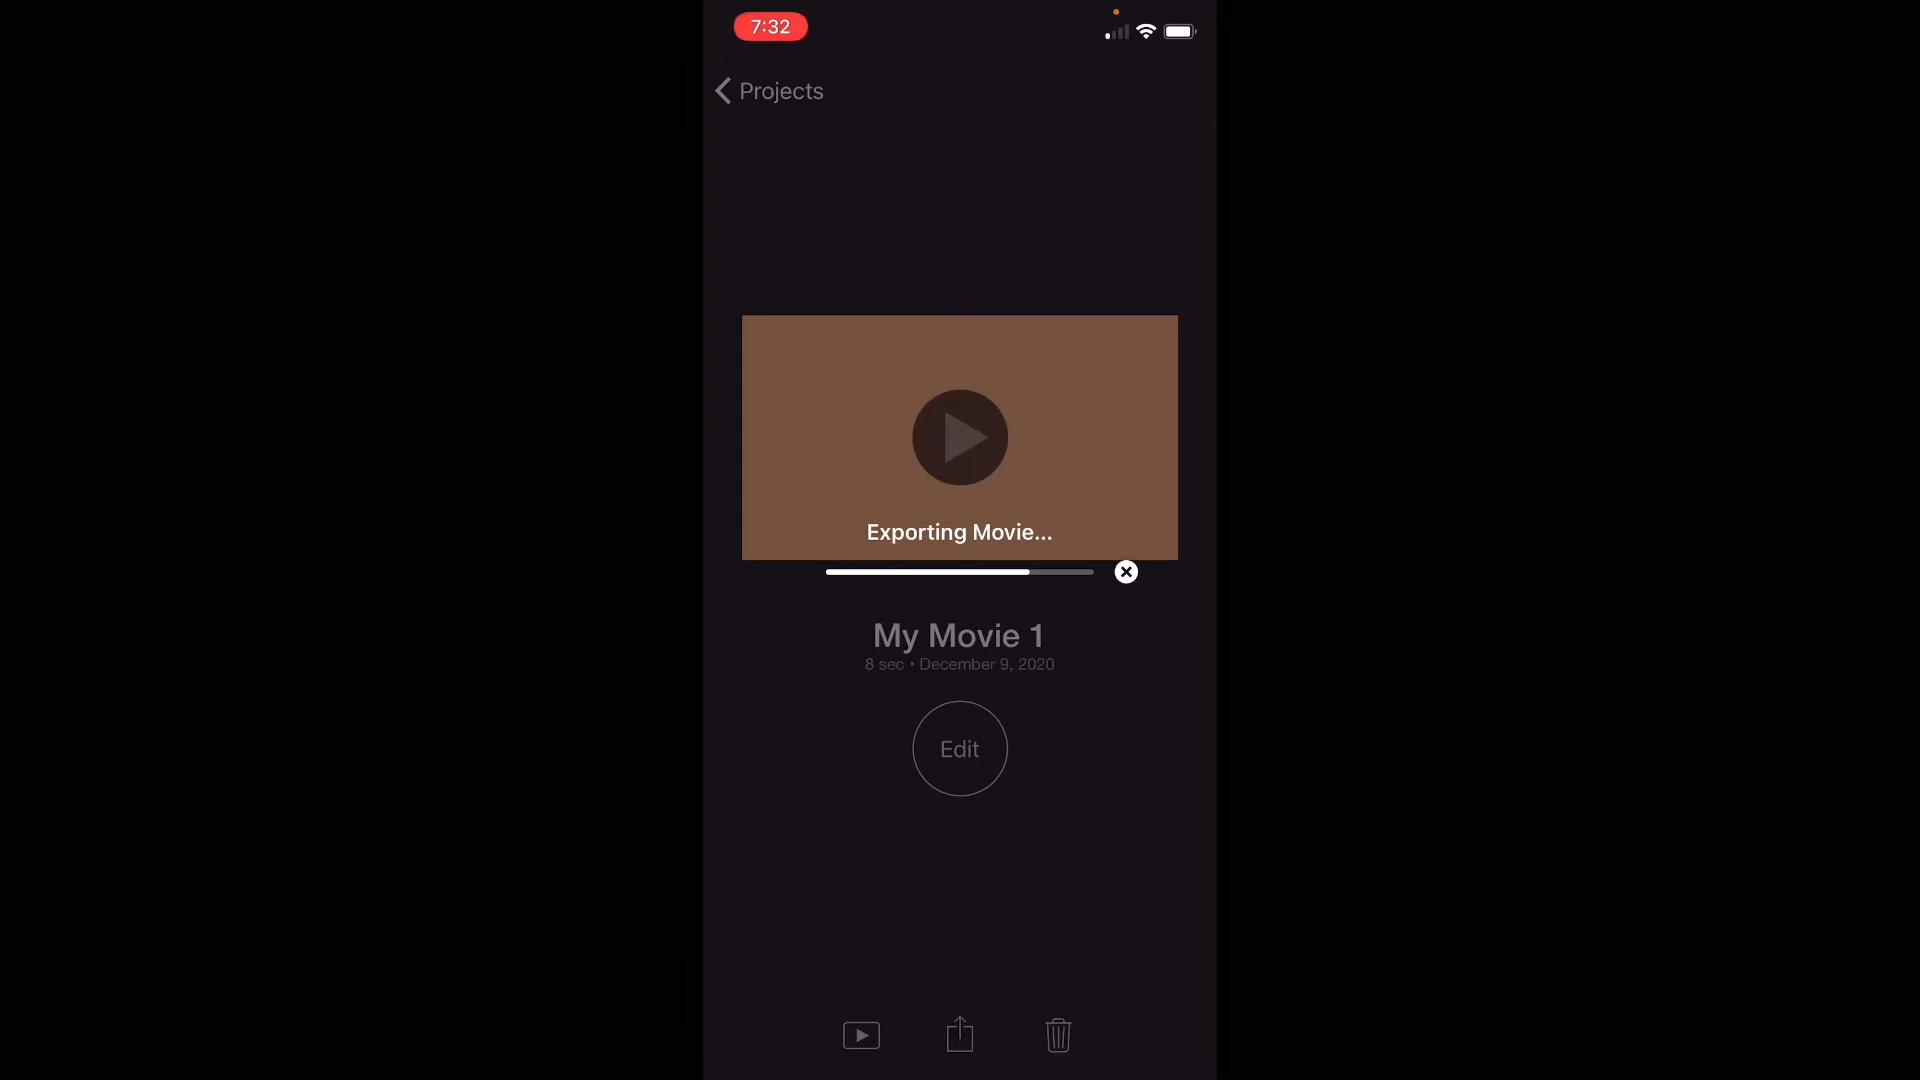 7:32
Projects
Exporting Movie...
My Movie 1
8 sec • December 9, 2020
Edit